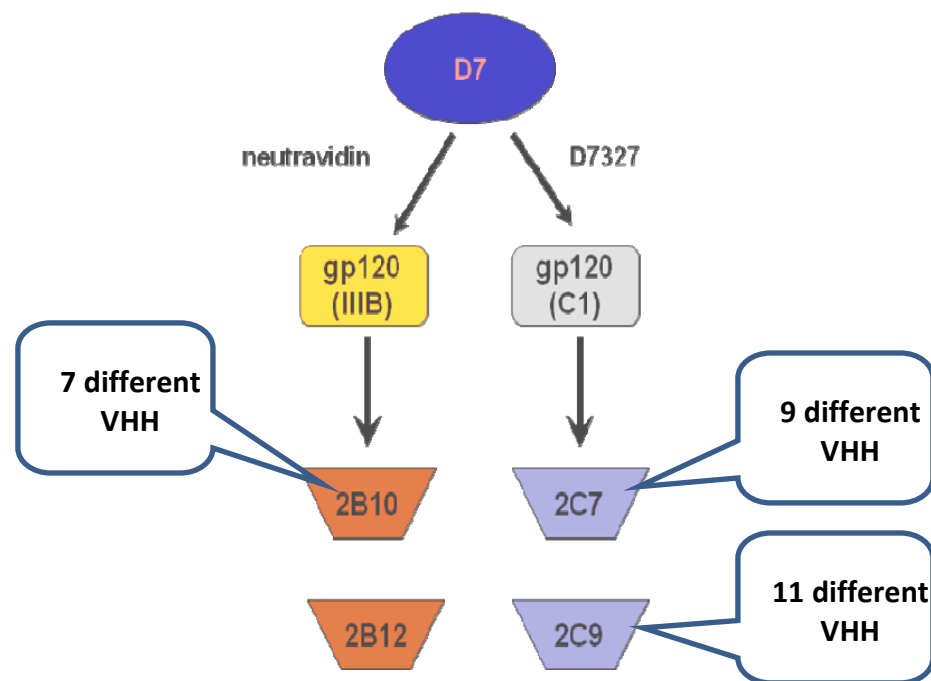 D7
neutravidin
D7327
gp120
(IIIB)
gp120
(C1)
7 different
VHH
9 different
VHH
2B10
2C7
11 different
VHH
2B12
2C9